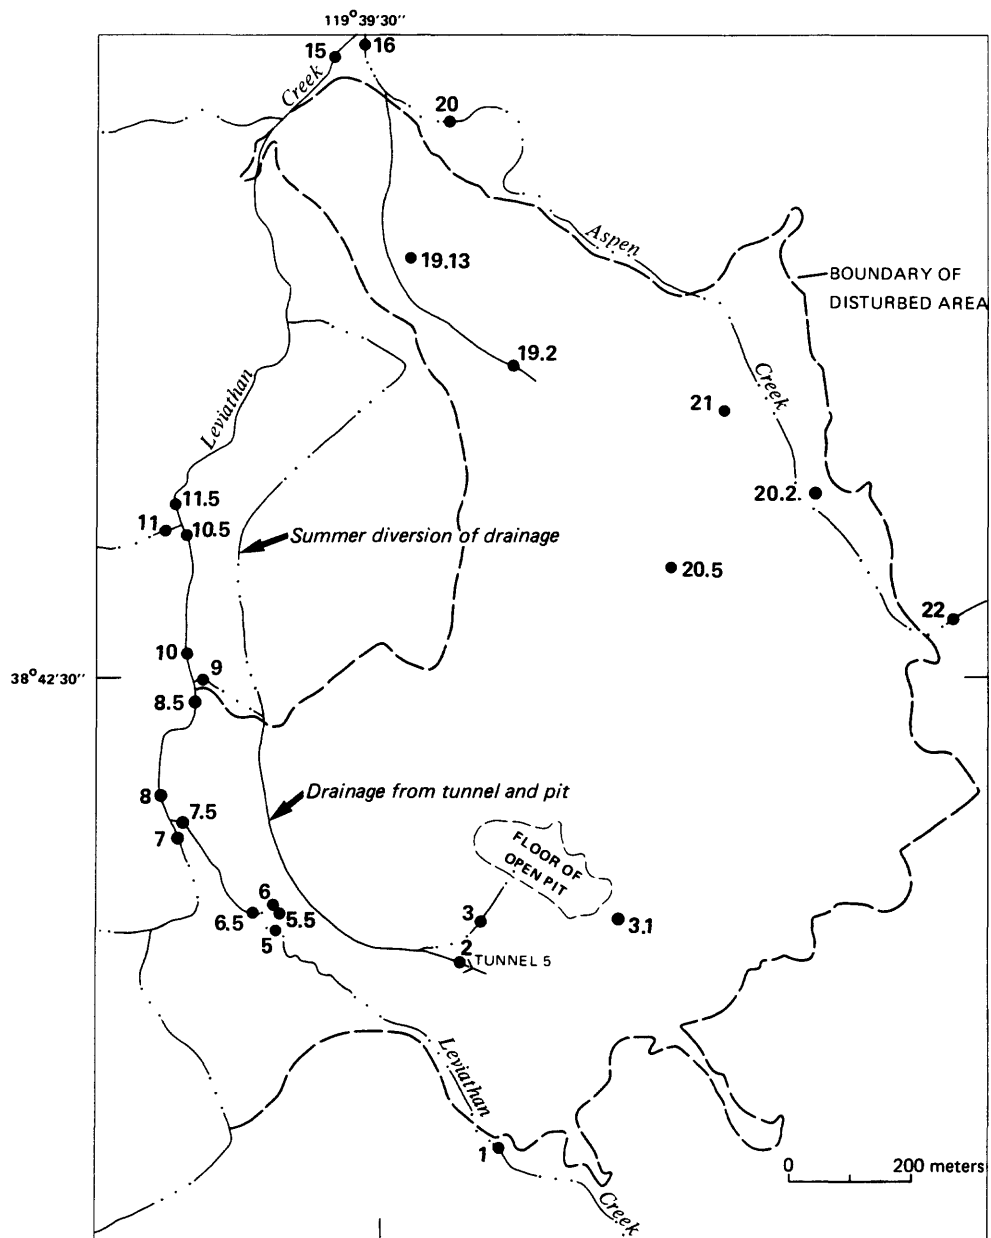 119°39'30"
15
16
Creek
20
Aspen
19.13
BOUNDARY OF
DISTURBED AREA
19.2
Creek
21
Leviathan
20.2
11.5
11
10.5
Summer diversion of drainage
20.5
22
10
9
38°42'30"
8.5
8
7.5
7
Drainage from tunnel and pit
FLOOR OF
OPEN PIT
6
6.5
5.5
5
3
3.1
2
TUNNEL 5
Leviathan
1
0
200 meters
Creek